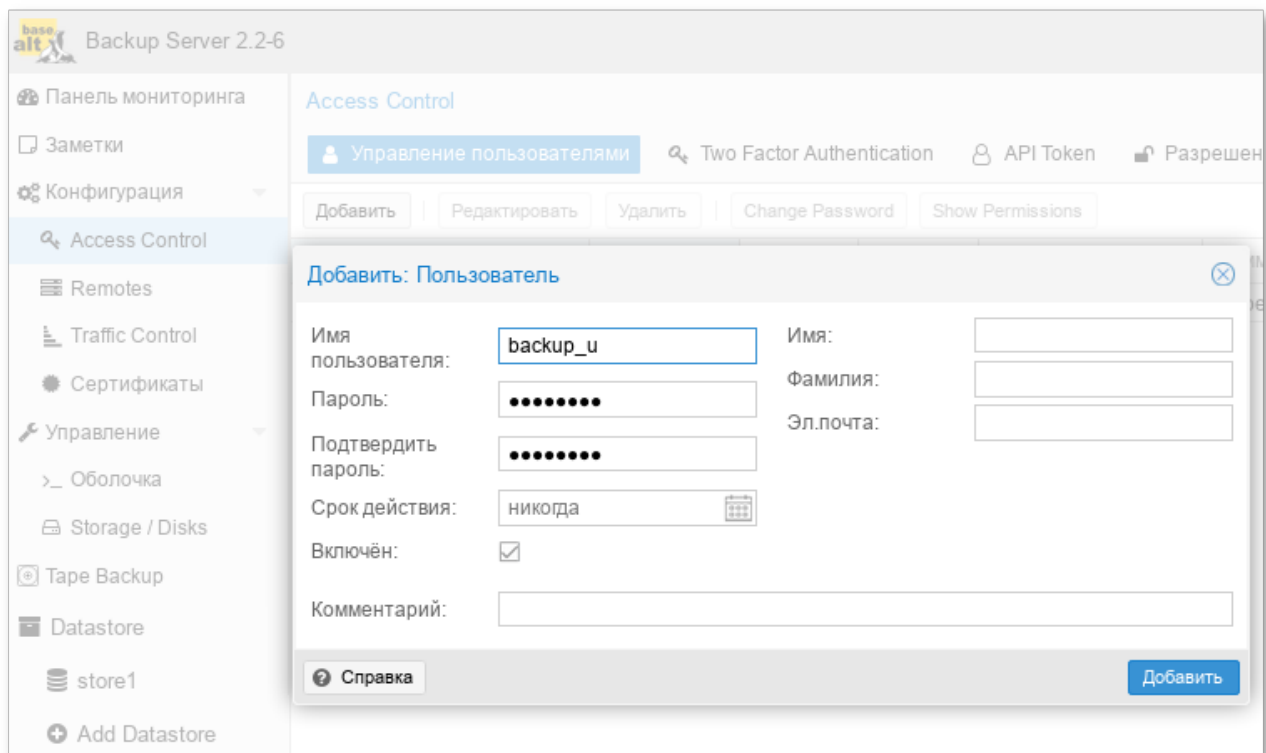 base
alt
Backup Server 2.2-6
Панель мониторинга
Заметки
Конфигурация
Access Control
Remotes
Traffic Control
Сертификаты
Управление
Оболочка
Storage / Disks
Tape Backup
Datastore
store1
Add Datastore
Access Control
Управление пользователями Two Factor Authentication API Token Разрешен
Добавить Редактировать Удалить Change Password Show Permissions
Добавить: Пользователь
Имя
пользователя:
backup_u
Пароль:
●●●●●●●●
Подтвердить
пароль:
●●●●●●●●
Срок действия: никогда
Включён:
Имя:
Фамилия:
Эл.почта:
Комментарий:
Справка Добавить